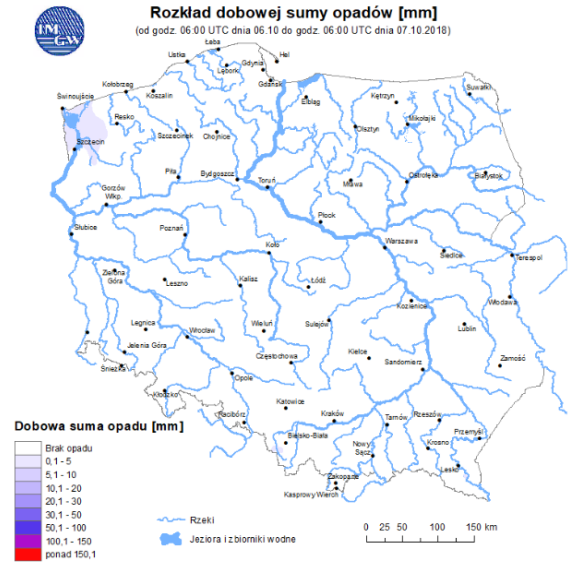 IM
GW
Rozkład dobowej sumy opadów [mm]
(od godz. 06:00 UTC dnia 06.10 do godz. 06:00 UTC dnia 07.10.2018)
Łeba
Ustka
Hel
Gdynia
Lębork
Gdańsk
Kołobrzeg
Koszalin
Świnoujście
Resko
Szczecinek
Chojnice
Elbląg
Kętrzyn
Suwałki
Mikołajki
Olsztyn
Szczecin
Piła
Bydgoszcz
Toruń
Mława
Ostrołęka
Białystok
Gorzów
Wlkp.
Płock
Słubice
Poznań
Koło
Warszawa
Siedlce
Terespol
Zielona
Góra
Leszno
Kalisz
Łódź
Kozienice
Włodawa
Legnica
Wrocław
Wieluń
Sulejów
Lublin
Jelenia Góra
Śnieżka
Częstochowa
Kielce
Sandomierz
Zamość
Opole
Kłodzko
Katowice
Racibórz
Kraków
Tarnów
Rzeszów
Przemyśl
Bielsko-Biała
Nowy
Sącz
Krosno
Lesko
Zakopane
Kasprowy Wierch
Dobowa suma opadu [mm]
Brak opadu
0,1 - 5
5,1 - 10
10,1 - 20
20,1 - 30
30,1 - 50
50,1 - 100
100,1 - 150
ponad 150,1
Rzeki
Jeziora i zbiorniki wodne
0 25 50 100 150 km